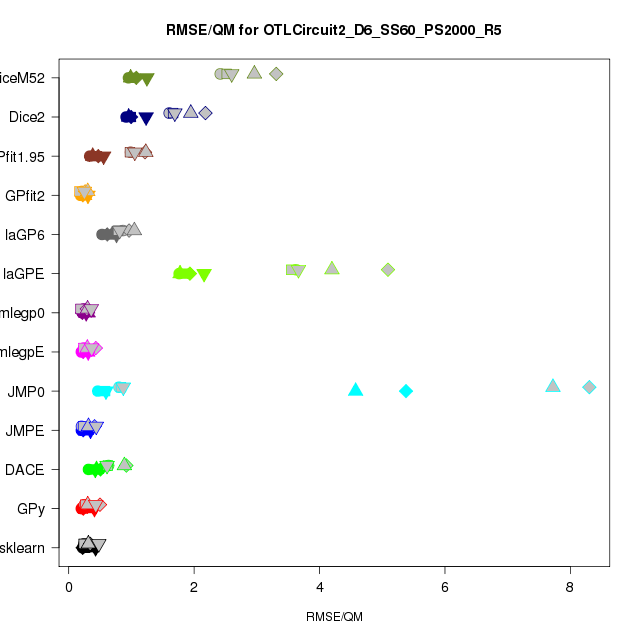 RMSE/QM for OTLCircuit2_D6_SS60_PS2000_R5
iceM52
Dice2
Pfit1.95
GPfit2
laGP6
laGPE
mlegp0
mlegpE
JMP0
JMPE
DACE
GPy
sklearn
0 2 4 6 8
RMSE/QM